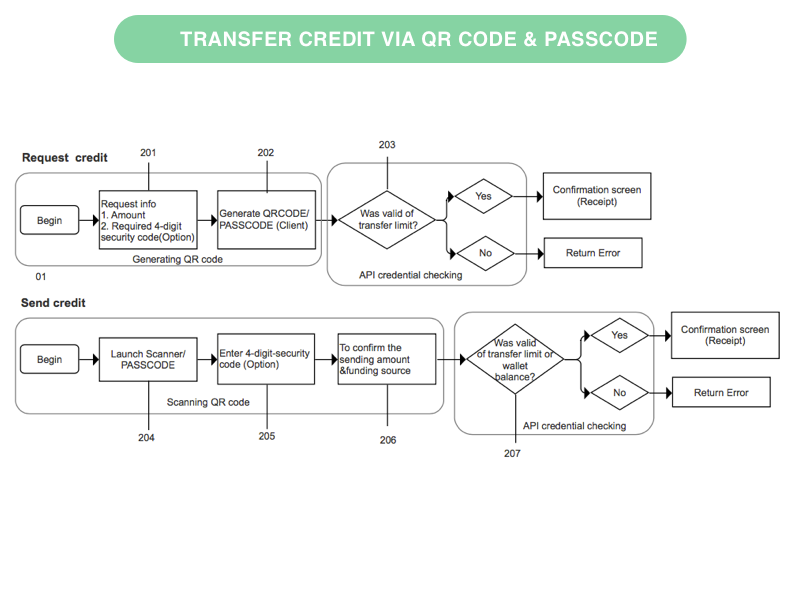 TRANSFER CREDIT VIA QR CODE & PASSCODE
Request  credit
201
202
203
Begin
Request info
1. Amount
2. Required 4-digit
security code(Option)
Generate QRCODE/
PASSCODE (Client)
Generating QR code
01
Was valid of
transfer limit?
Yes
No
API credential checking
Confirmation screen
(Receipt)
Return Error
Send credit
Begin
Launch Scanner/
PASSCODE
Enter 4-digit-security
code (Option)
To confirm the
sending amount
&funding source
Scanning QR code
204
205
206
Was valid
of transfer limit or
wallet
balance?
Yes
No
API credential checking
207
Confirmation screen
(Receipt)
Return Error